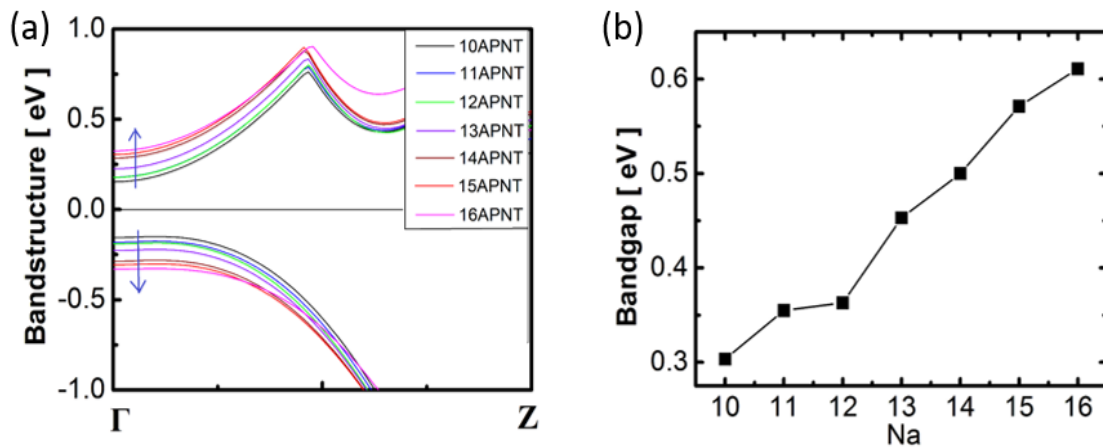 (a)
Bandstructure [ eV ]
1.0
0.5
0.0
-0.5
-1.0
Γ
Z
10APNT
11APNT
12APNT
13APNT
14APNT
15APNT
16APNT
(b)
Bandgap [ eV ]
0.6
0.5
0.4
0.3
10 11 12 13 14 15 16
Na